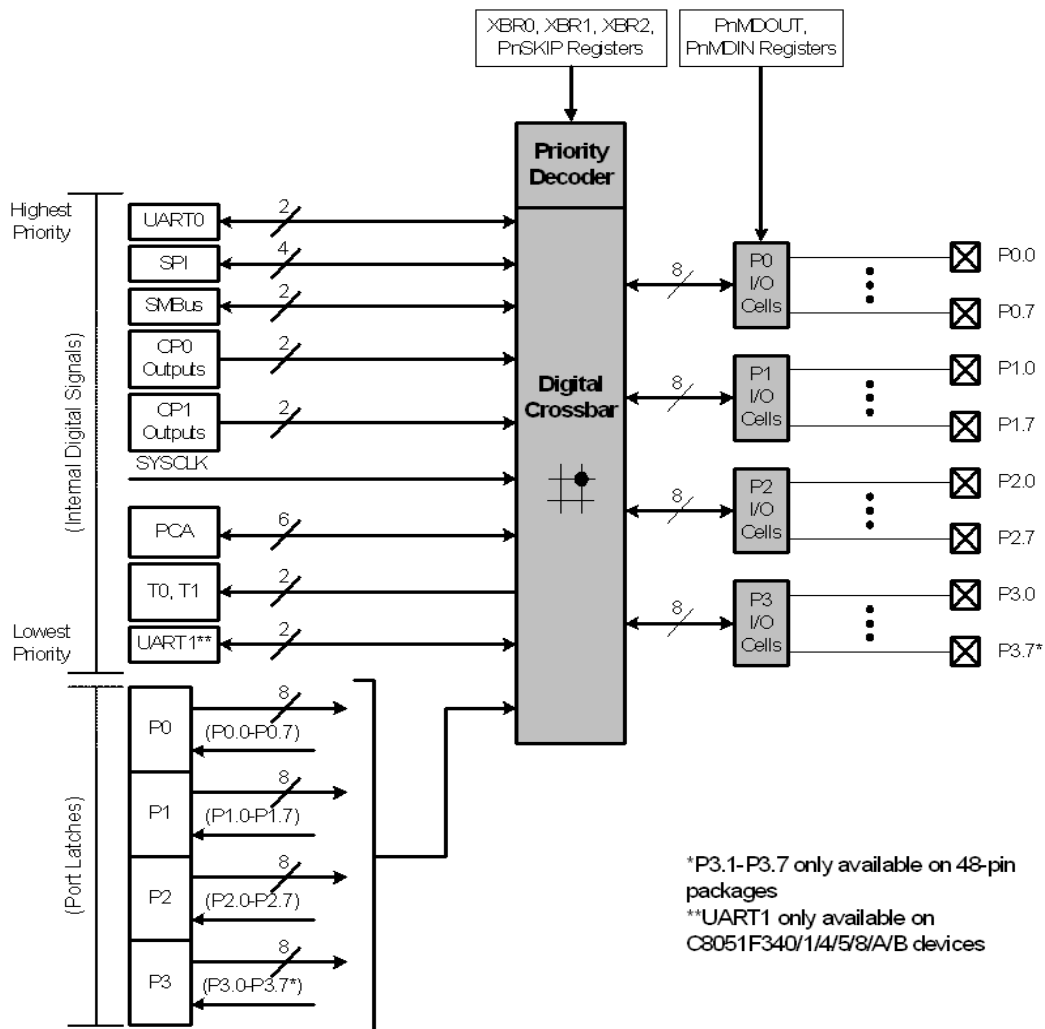 XBR0, XBR1, XBR2,
PnSKIP Registers
PnMDOUT,
PnMDIN Registers
Priority
Decoder
Highest
Priority
UART0
2
SPI
4
SMBus
2
CP0
Outputs
2
CP1
Outputs
2
SYSCLK
PCA
6
T0, T1
2
Lowest
Priority
UART1**
2
(Internal Digital Signals)
Digital
Crossbar
8
P0
I/O
Cells
P0.0
P0.7
8
P1
I/O
Cells
P1.0
P1.7
8
P2
I/O
Cells
P2.0
P2.7
8
P3
I/O
Cells
P3.0
P3.7*
(Port Latches)
P0
8
(P0.0-P0.7)
P1
8
(P1.0-P1.7)
P2
8
(P2.0-P2.7)
P3
8
(P3.0-P3.7*)
*P3.1-P3.7 only available on 48-pin
packages
**UART1 only available on
C8051F340/1/4/5/8/A/B devices